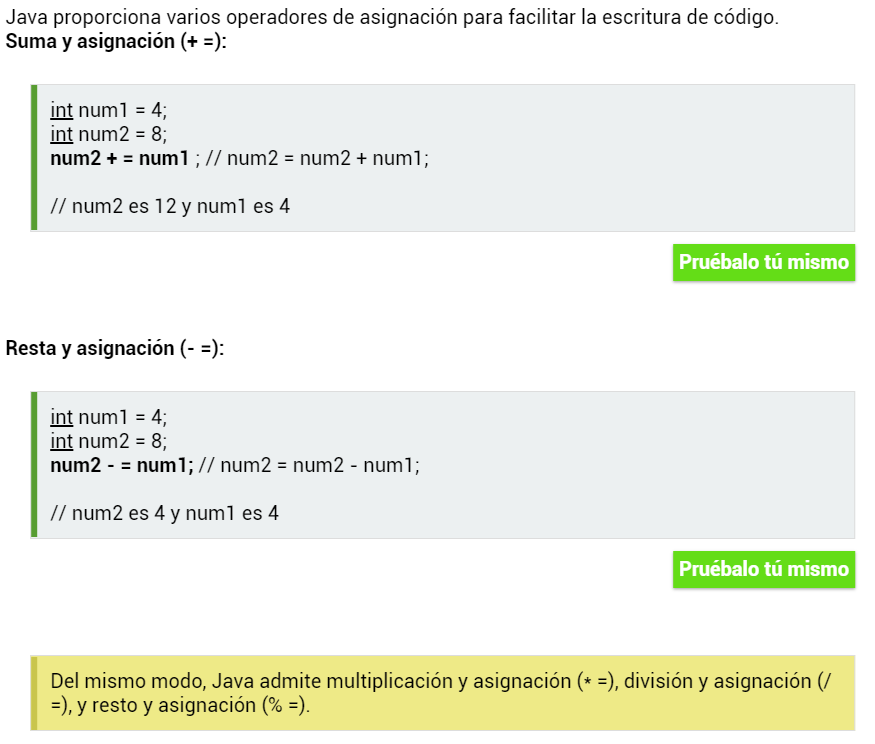 Java proporciona varios operadores de asignación para facilitar la escritura de código.
Suma y asignación (+ =):
int num1 = 4;
int num2 = 8;
num2 + = num1 ; // num2 = num2 + num1;
// num2 es 12 y num1 es 4
Pruébalo tú mismo
Resta y asignación (- =):
int num1 = 4;
int num2 = 8;
num2 - = num1; // num2 = num2 - num1;
// num2 es 4 y num1 es 4
Pruébalo tú mismo
Del mismo modo, Java admite multiplicación y asignación (* =), división y asignación (/
=), y resto y asignación (% =).